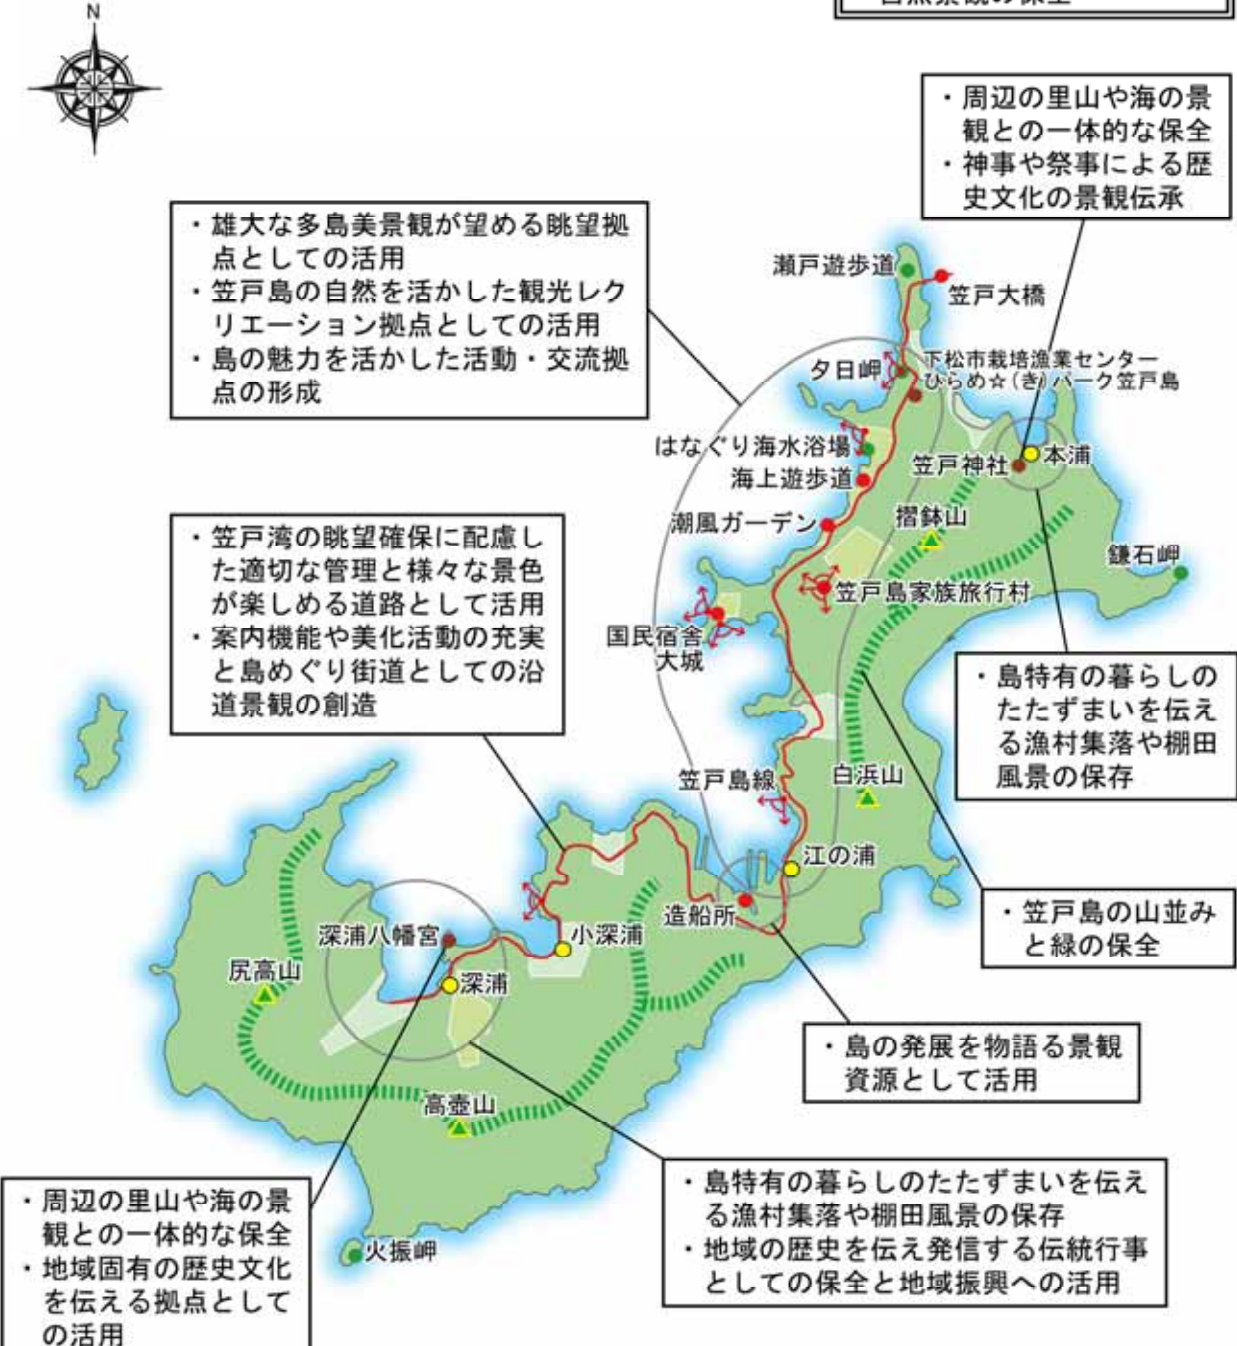 自然景観の保全
N
・周辺の里山や海の景
観との一体的な保全
・神事や祭事による歴
史文化の景観伝承
・雄大な多島美景観が望める眺望拠
点としての活用
・笠戸島の自然を活かした観光レク
リエーション拠点としての活用
・島の魅力を活かした活動・交流拠
点の形成
瀬戸遊歩道
笠戸大橋
夕日岬
下松市栽培漁業センター
ひらめ☆(き)パーク笠戸島
はなぐり海水浴場
海上遊歩道
笠戸神社
本浦
潮風ガーデン
摺鉢山
鎌石岬
・笠戸湾の眺望確保に配慮し
た適切な管理と様々な景色
が楽しめる道路として活用
・案内機能や美化活動の充実
と島めぐり街道としての沿
道景観の創造
笠戸島家族旅行村
国民宿舎
大城
・島特有の暮らしの
たたずまいを伝え
る漁村集落や棚田
風景の保存
笠戸島線
白浜山
江の浦
造船所
・笠戸島の山並み
と緑の保全
深浦八幡宮
小深浦
尻高山
深浦
・島の発展を物語る景観
資源として活用
高壺山
・島特有の暮らしのたたずまいを伝え
る漁村集落や棚田風景の保存
・地域の歴史を伝え発信する伝統行事
としての保全と地域振興への活用
・周辺の里山や海の景
観との一体的な保全
・地域固有の歴史文化
を伝える拠点として
の活用
火振岬